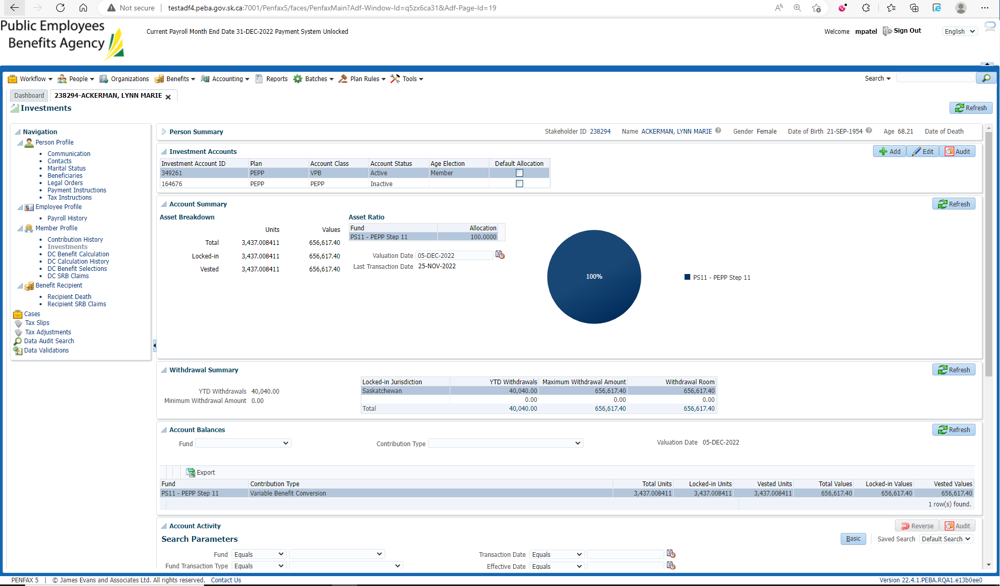 Not secure | testadf4.peba.gov.sk.ca:7001/Penfax5/faces/PenfaxMain?Adf-Window-Id=q5zx6ca31&Adf-Page-Id=19
Public Employees
Benefits Agency
Current Payroll Month End Date 31-DEC-2022 Payment System Unlocked
Welcome mpatel Sign Out English
Workflow People Organizations Benefits Accounting Reports Batches Plan Rules Tools Search
Dashboard 238294-ACKERMAN, LYNN MARIE
Investments Refresh
Navigation
Person Profile
Communication
Contacts
Marital Status
Beneficiaries
Legal Orders
Payment Instructions
Tax Instructions
Employee Profile
Payroll History
Member Profile
Contribution History
Investments
DC Benefit Calculation
DC Calculation History
DC Benefit Selections
DC SRB Claims
Benefit Recipient
Recipient Death
Recipient SRB Claims
Cases
Tax Slips
Tax Adjustments
Data Audit Search
Data Validations
Person Summary Stakeholder ID 238294 Name ACKERMAN, LYNN MARIE Gender Female Date of Birth 21-SEP-1954 Age 68.21 Date of Death
Investment Accounts Add Edit Audit
Investment Account ID Plan Account Class Account Status Age Election Default Allocation
349261 PEPP VPB Active Member
164676 PEPP PEPP Inactive
Account Summary Refresh
Asset Breakdown
Units Values
Total 3,437.008411 656,617.40
Locked-in 3,437.008411 656,617.40
Vested 3,437.008411 656,617.40
Asset Ratio
Fund Allocation
PS11 - PEPP Step 11 100.0000
Valuation Date 05-DEC-2022
Last Transaction Date 25-NOV-2022
100%
PS11 - PEPP Step 11
Withdrawal Summary Refresh
YTD Withdrawals 40,040.00
Minimum Withdrawal Amount 0.00
Locked-in Jurisdiction YTD Withdrawals Maximum Withdrawal Amount Withdrawal Room
Saskatchewan 40,040.00 656,617.40 656,617.40
0.00 0.00 0.00
Total 40,040.00 656,617.40 656,617.40
Account Balances Refresh
Fund Contribution Type Valuation Date 05-DEC-2022
Export
Fund Contribution Type Total Units Locked-in Units Vested Units Total Values Locked-in Values Vested Values
PS11 - PEPP Step 11 Variable Benefit Conversion 3,437.008411 3,437.008411 3,437.008411 656,617.40 656,617.40 656,617.40
1 row(s) found.
Account Activity Reverse Audit
Search Parameters Basic Saved Search Default Search
Fund Equals Transaction Date Equals
Fund Transaction Type Equals Effective Date Equals
PENFAX 5 | © James Evans and Associates Ltd. All rights reserved. Contact Us Version 22.4.1.PEBA.RQA1.e13b0ee0